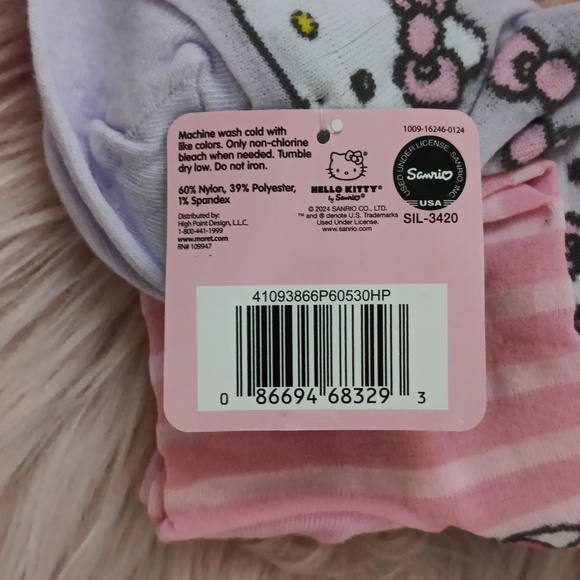 Machine wash cold with
like colors. Only non-chlorine
bleach when needed. Tumble
dry low. Do not iron.
60% Nylon, 39% Polyester,
1% Spandex
Distributed by:
High Point Design, L.L.C.
1-800-441-1999
www.moret.com
RN# 109947
HELLO KITTY®
by Sanrio®
© 2024 SANRIO CO., LTD.
™ and ® denote U.S. Trademarks
Used Under License.
www.sanrio.com
1009-16246-0124
USED UNDER LICENSE SANRIO INC.
Sanrio
USA
SIL-3420
41093866P60530HP
0 86694 68329 3